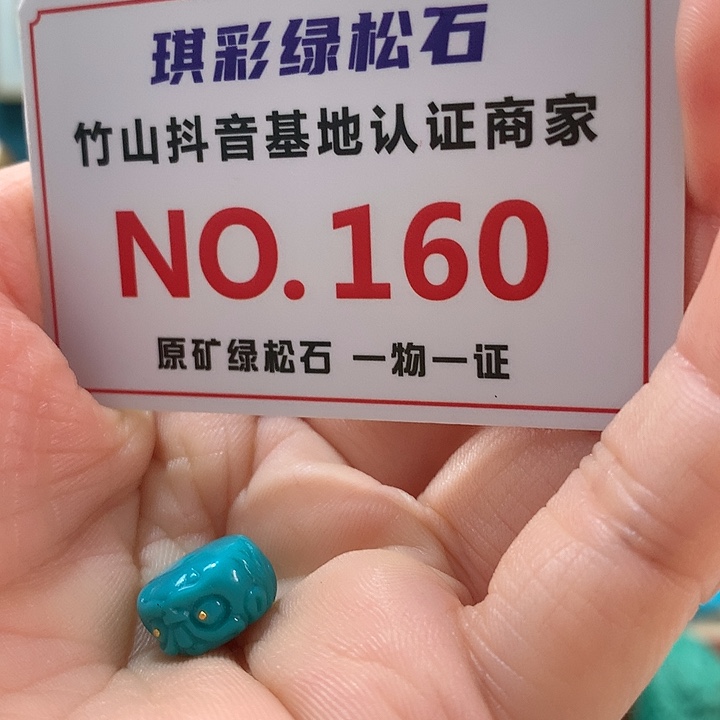 琪彩绿松石
竹山抖音基地认证商家
NO.160
原矿绿松石 一物一证